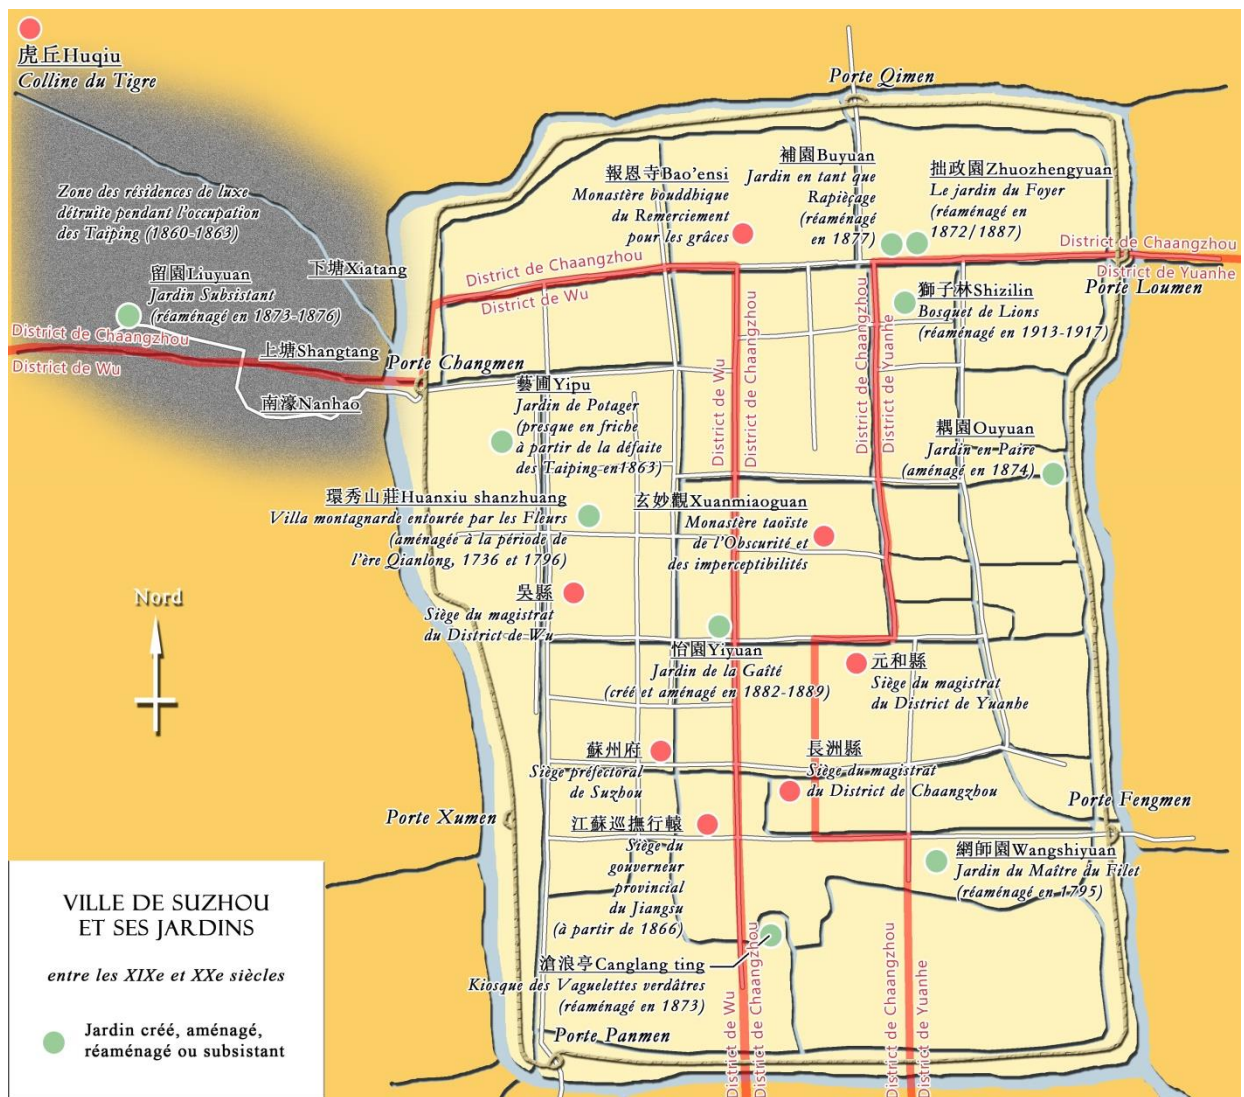 虎丘Huqiu
Colline du Tigre
Zone des résidences de luxe
détruite pendant l'occupation
des Taiping (1860-1863)
留園Liuyuan
Jardin Subsistant
(réaménagé en 1873-1876)
下塘Xiatang
District de Chaangzhou
District de Wu
上塘Shangtang
南濠Nanhao
Porte Changmen
Porte Qimen
報恩寺Bao'ensi
Monastère bouddhique
du Remerciement
pour les grâces
補園Buyuan
Jardin en tant que
Rapièçage
(réaménagé
en 1877)
拙政園Zhuozhengyuan
Le jardin du Foyer
(réaménagé en
1872/1887)
District de Chaangzhou
District de Yuanhe
Porte Loumen
District de Chaangzhou
District de Wu
獅子林Shizilin
Bosquet de Lions
(réaménagé en 1913-1917)
District de Wu
District de Chaangzhou
District de Chaangzhou
District de Yuanhe
藝圃Yipu
Jardin de Potager
(presque en friche
à partir de la défaite
des Taiping en1863)
耦園Ouyuan
Jardin en Paire
(aménagé en 1874)
環秀山莊Huanxiu shanzhuang
Villa montagnarde entourée par les Fleurs
(aménagée à la période de
l'ère Qianlong, 1736 et 1796)
玄妙觀Xuanmiaoguan
Monastère taoïste
de l'Obscurité et
des imperceptibilités
吳縣
Siège du magistrat
du District de Wu
怡園Yiyuan
Jardin de la Gaîté
(créé et aménagé en 1882-1889)
元和縣
Siège du magistrat
du District de Yuanhe
Nord
蘇州府
Siège préfectoral
de Suzhou
長洲縣
Siège du magistrat
du District de Chaangzhou
Porte Xumen
Porte Fengmen
江蘇巡撫行轅
Siège du
gouverneur
provincial
du Jiangsu
(à partir de 1866)
網師園Wangshiyuan
Jardin du Maître du Filet
(réaménagé en 1795)
滄浪亭Canglang ting
Kiosque des Vaguelettes verdâtres
(réaménagé en 1873)
District de Wu
District de Chaangzhou
District de Chaangzhou
District de Yuanhe
Porte Panmen
VILLE DE SUZHOU
ET SES JARDINS
entre les XIXe et XXe siècles
Jardin créé, aménagé,
réaménagé ou subsistant